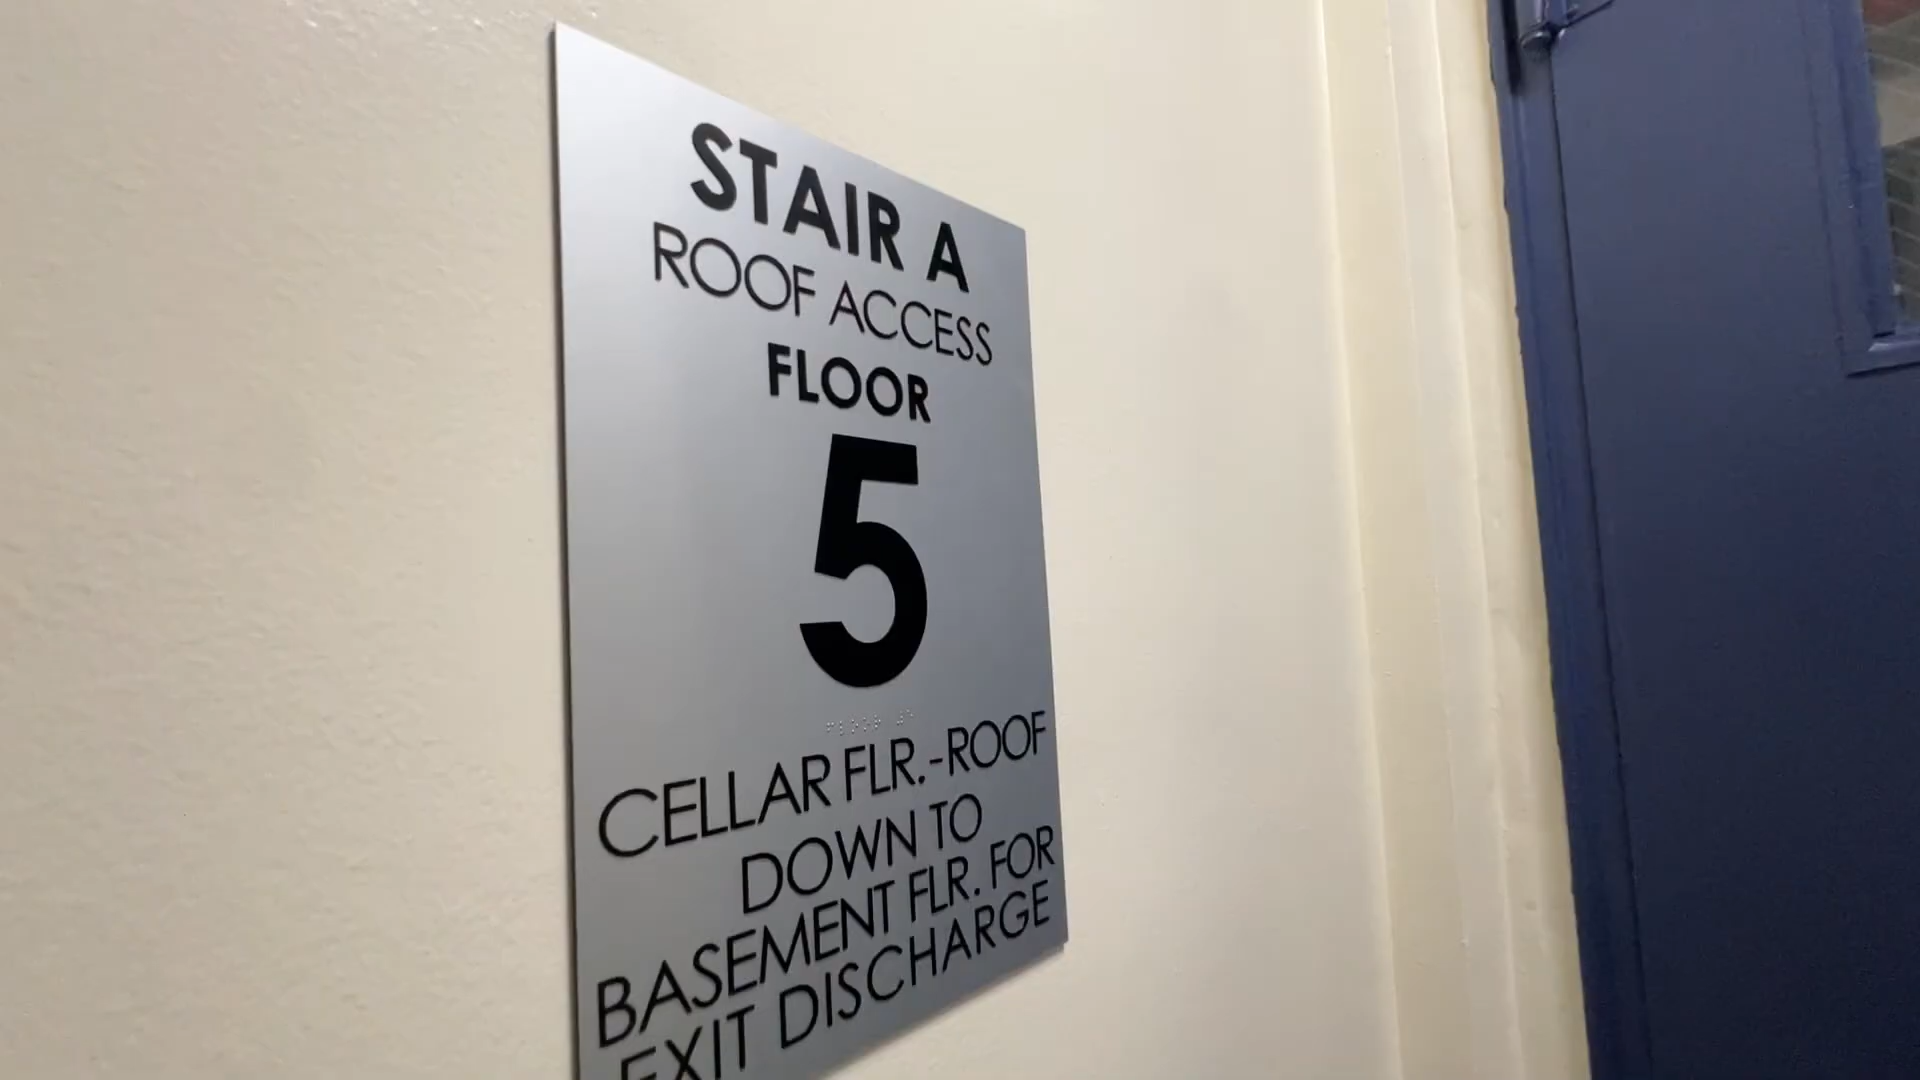 STAIR A
ROOF ACCESS
FLOOR
5
CELLAR FLR.-ROOF
DOWN TO
BASEMENT FLR. FOR
EXIT DISCHARGE